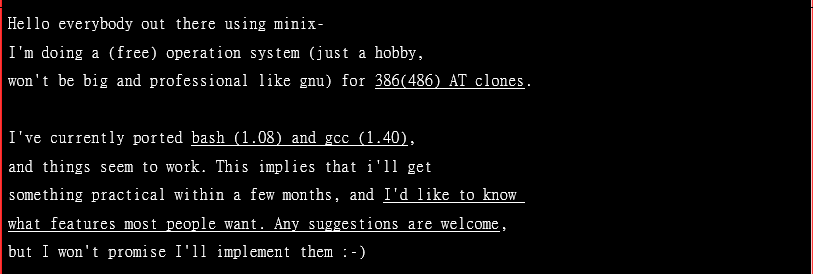 Hello everybody out there using minix-
I'm doing a (free) operation system (just a hobby,
won't be big and professional like gnu) for 386(486) AT clones.
I've currently ported bash (1.08) and gcc (1.40),
and things seem to work. This implies that i'll get
something practical within a few months, and I'd like to know
what features most people want. Any suggestions are welcome,
but I won't promise I'll implement them :-)